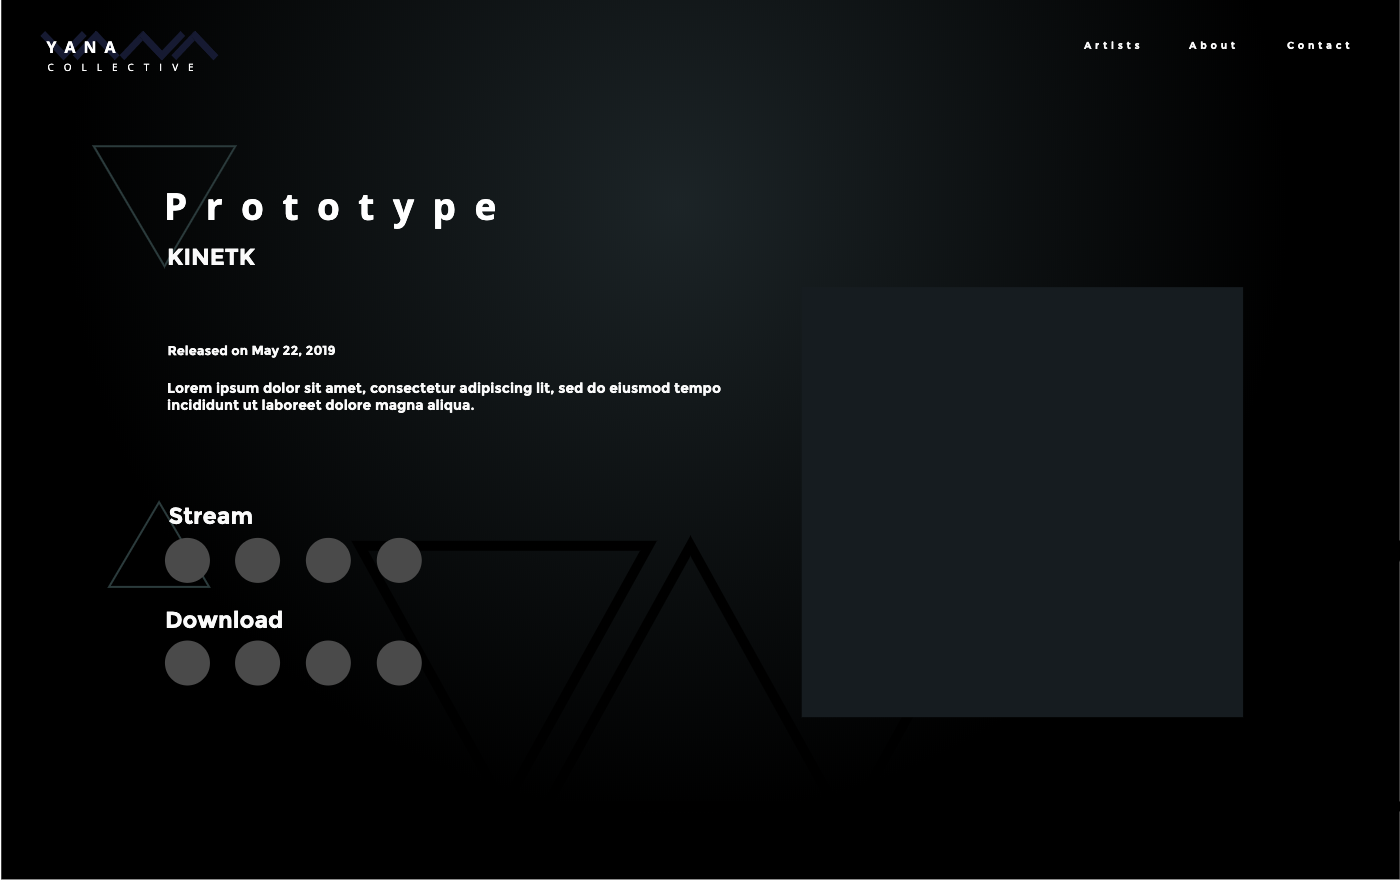 YANA
COLLECTIVE
Artists
About
Contact
Prototype
KINETK
Released on May 22, 2019
Lorem ipsum dolor sit amet, consectetur adipiscing lit, sed do eiusmod tempo
incididunt ut laboreet dolore magna aliqua.
Stream
Download